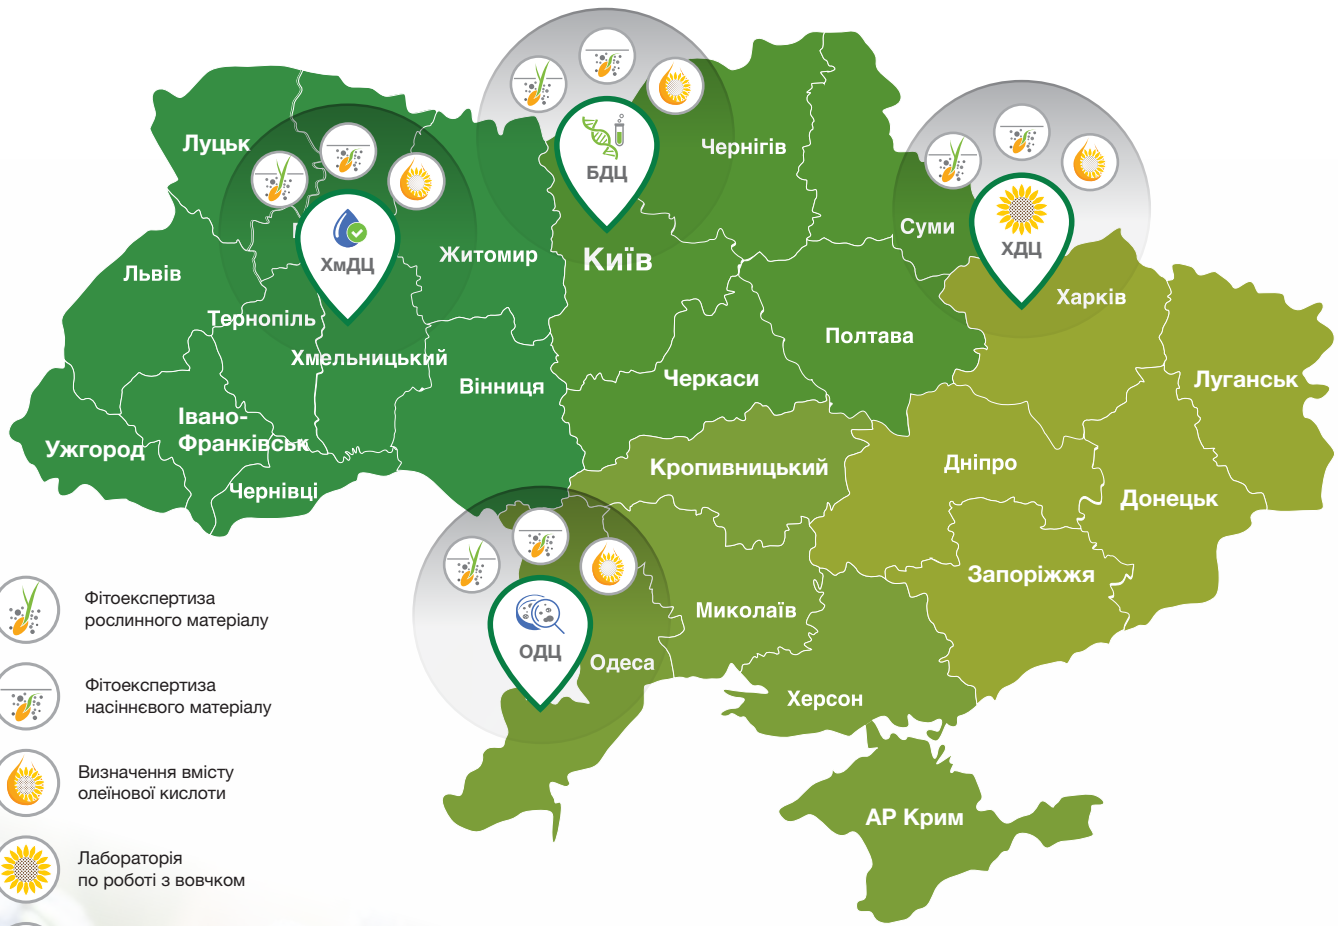 Чернігів
Луцьк
БДЦ
Суми
ХДЦ
Житомир
Київ
ХмДЦ
Львів
Харків
Тернопіль
Полтава
Хмельницький
Черкаси
Луганськ
Вінниця
Івано-
Франківськ
Ужгород
Кропивницький
Дніпро
Чернівці
Донецьк
Запоріжжя
Миколаїв
ОДЦ
Одеса
Херсон
АР Крим
Фітоекспертиза
рослинного матеріалу
Фітоекспертиза
насіннєвого матеріалу
Визначення вмісту
олеїнової кислоти
Лабораторія
по роботі з вовчком